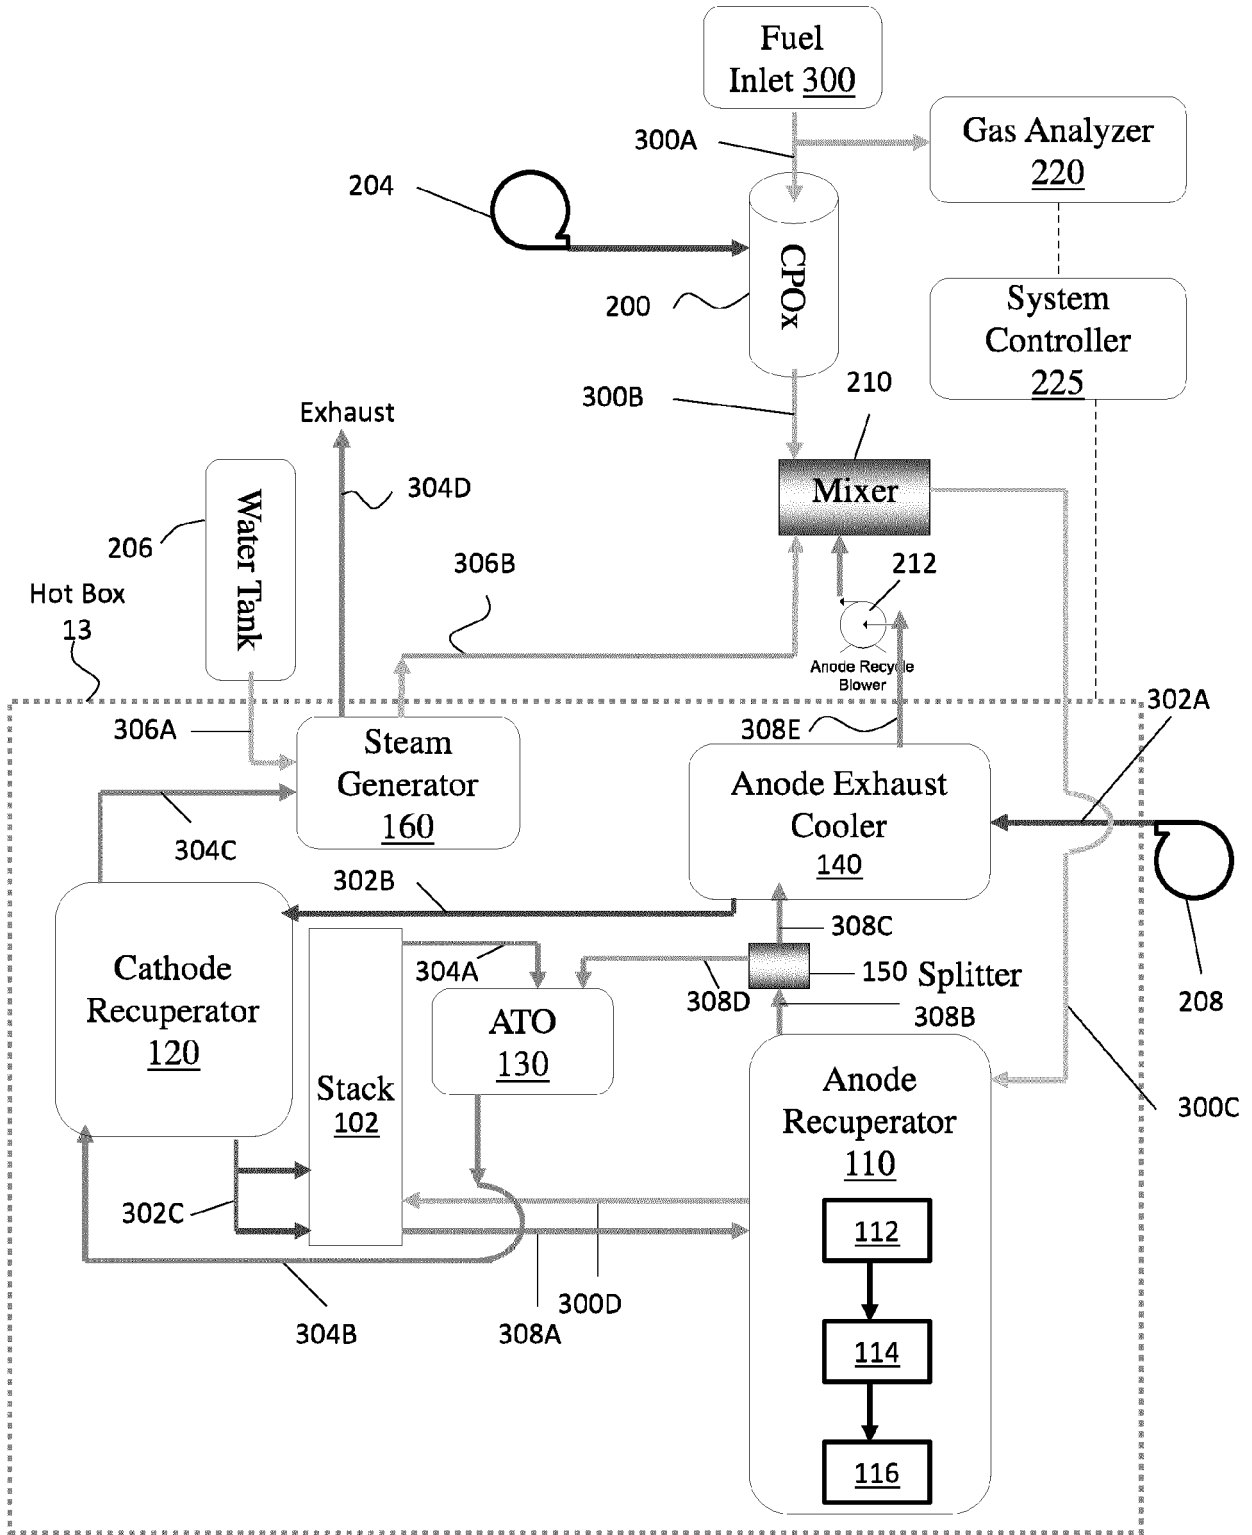 Fuel
Inlet 300
300A
Gas Analyzer
220
204
CPOx
200
System
Controller
225
210
300B
Exhaust
Mixer
304D
Water Tank
206
306B
212
Hot Box
13
Anode Recycle
Blower
302A
306A
308E
Steam
Generator
160
Anode Exhaust
Cooler
140
304C
302B
308C
304A
Cathode
Recuperator
120
308D
150 Splitter
208
308B
ATO
130
Stack
102
Anode
Recuperator
110
300C
302C
112
300D
304B
308A
114
116